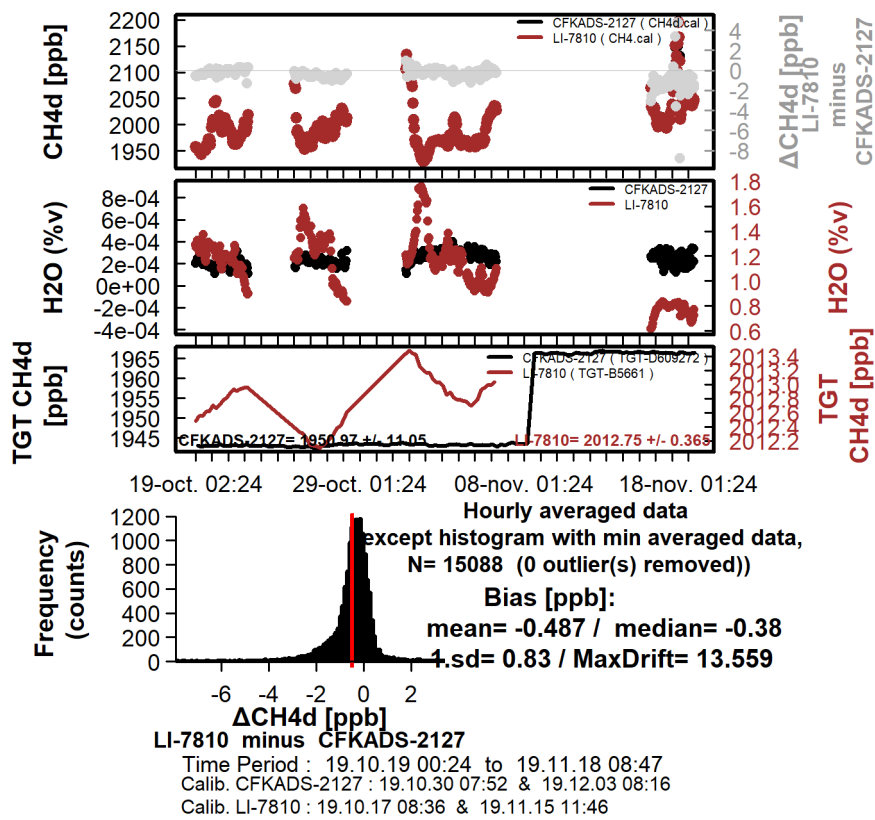 CH4d [ppb]
2200
2150
2100
2050
2000
1950
CFKADS-2127 ( CH4d.cal )
LI-7810 ( CH4.cal )
4
2
0
-2
-4
-6
-8
ΔCH4d [ppb]
LI-7810
minus
CFKADS-2127
H2O (%v)
8e-04
6e-04
4e-04
2e-04
0e+00
-2e-04
-4e-04
CFKADS-2127
LI-7810
1.8
1.6
1.4
1.2
1.0
0.8
0.6
H2O (%v)
TGT CH4d
[ppb]
1965
1960
1955
1950
1945
CFKADS-2127 ( TGT-D609272 )
LI-7810 ( TGT-B5661 )
CFKADS-2127= 1950.97 +/- 11.05
LI-7810= 2012.75 +/- 0.365
2013.4
2013.2
2013.0
2012.8
2012.6
2012.4
2012.2
TGT
CH4d [ppb]
19-oct. 02:24 29-oct. 01:24 08-nov. 01:24 18-nov. 01:24
Hourly averaged data
except histogram with min averaged data,
N= 15088 (0 outlier(s) removed))
Bias [ppb]:
mean= -0.487 / median= -0.38
1.sd= 0.83 / MaxDrift= 13.559
Frequency
(counts)
1200
1000
800
600
400
200
0
-6 -4 -2 0 2
ΔCH4d [ppb]
LI-7810 minus CFKADS-2127
Time Period : 19.10.19 00:24 to 19.11.18 08:47
Calib. CFKADS-2127 : 19.10.30 07:52 & 19.12.03 08:16
Calib. LI-7810 : 19.10.17 08:36 & 19.11.15 11:46